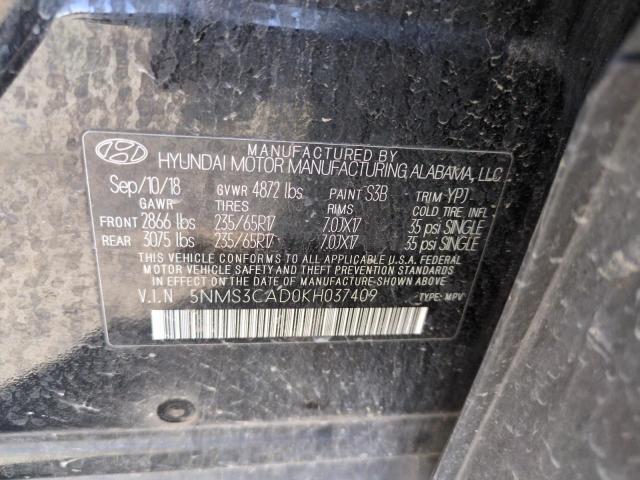 MANUFACTURED BY
HYUNDAI MOTOR MANUFACTURING, ALABAMA, LLC
Sep/10/18 GVWR 4872 lbs PAINT S3B TRIM YPJ
GAWR TIRES RIMS COLD TIRE. INFL
FRONT 2866 lbs 235/65R17 7.0JX17 35 psi SINGLE
REAR 3075 lbs 235/65R17 7.0JX17 35 psi SINGLE
THIS VEHICLE CONFORMS TO ALL APPLICABLE U.S.A. FEDERAL
MOTOR VEHICLE SAFETY AND THEFT PREVENTION STANDARDS
IN EFFECT ON THE DATE OF MANUFACTURE SHOWN ABOVE
V.I.N 5NMS3CAD0KH037409 TYPE: MPV